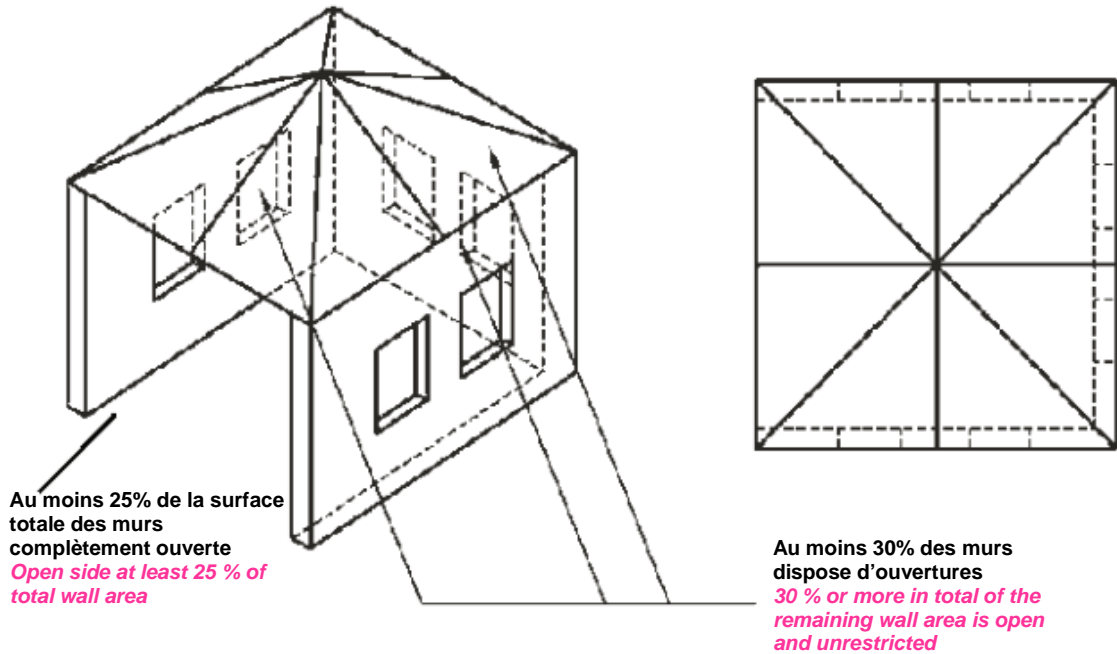 Au moins 25% de la surface
totale des murs
complètement ouverte
Open side at least 25 % of
total wall area
Au moins 30% des murs
dispose d’ouvertures
30 % or more in total of the
remaining wall area is open
and unrestricted